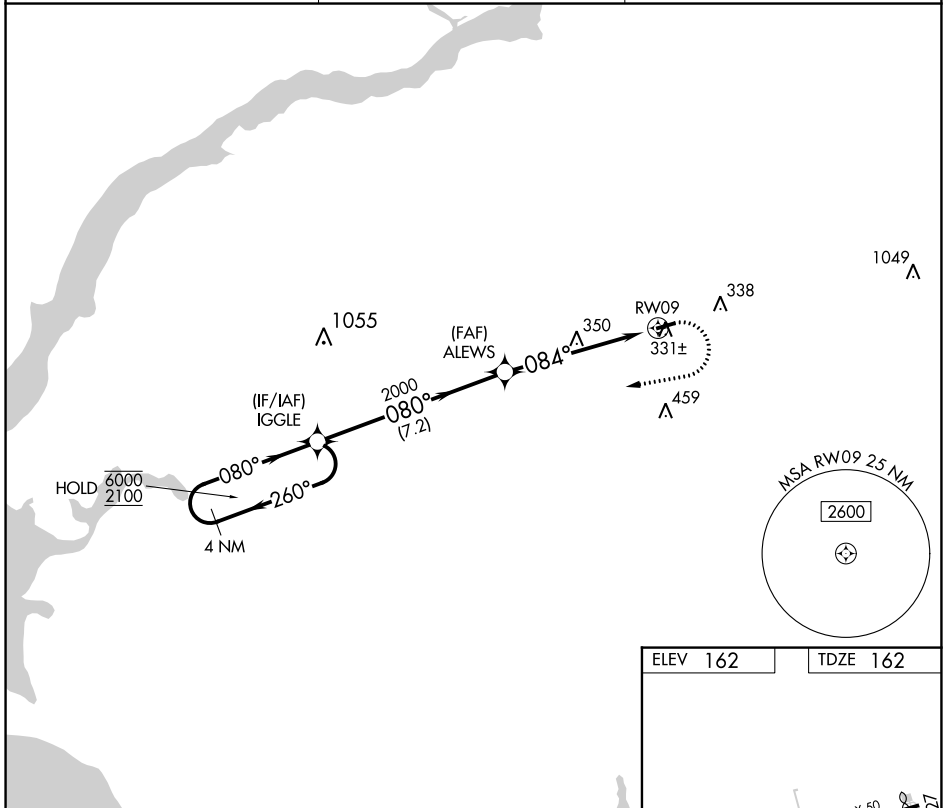 1049
338
RW09
1055
350
(FAF)
ALEWS
331±
084°
2000
080°
(7.2)
459
(IF/IAF)
IGGLE
080°
HOLD 6000
2100
260°
4 NM
MSA RW09 25 NM
2600
ELEV 162
TDZE 162